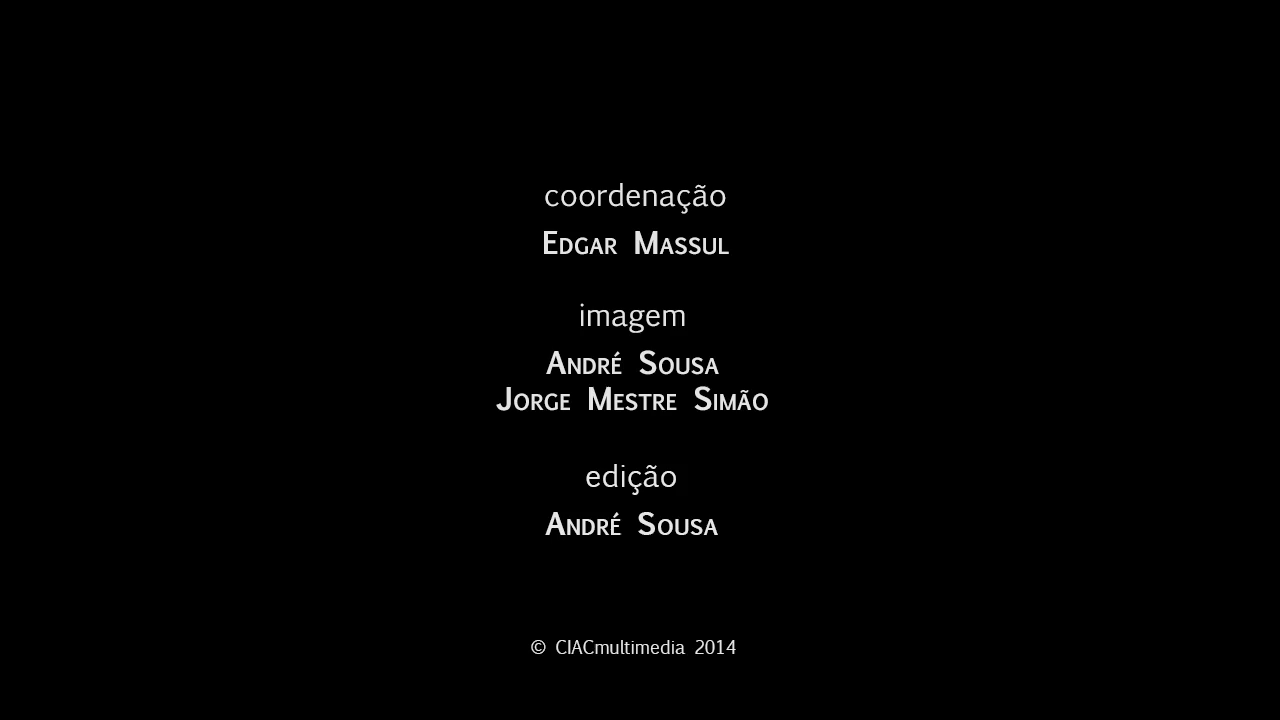 coordenação
Edgar Massul
imagem
André Sousa
Jorge Mestre Simão
edição
André Sousa
© CIACmultimedia 2014